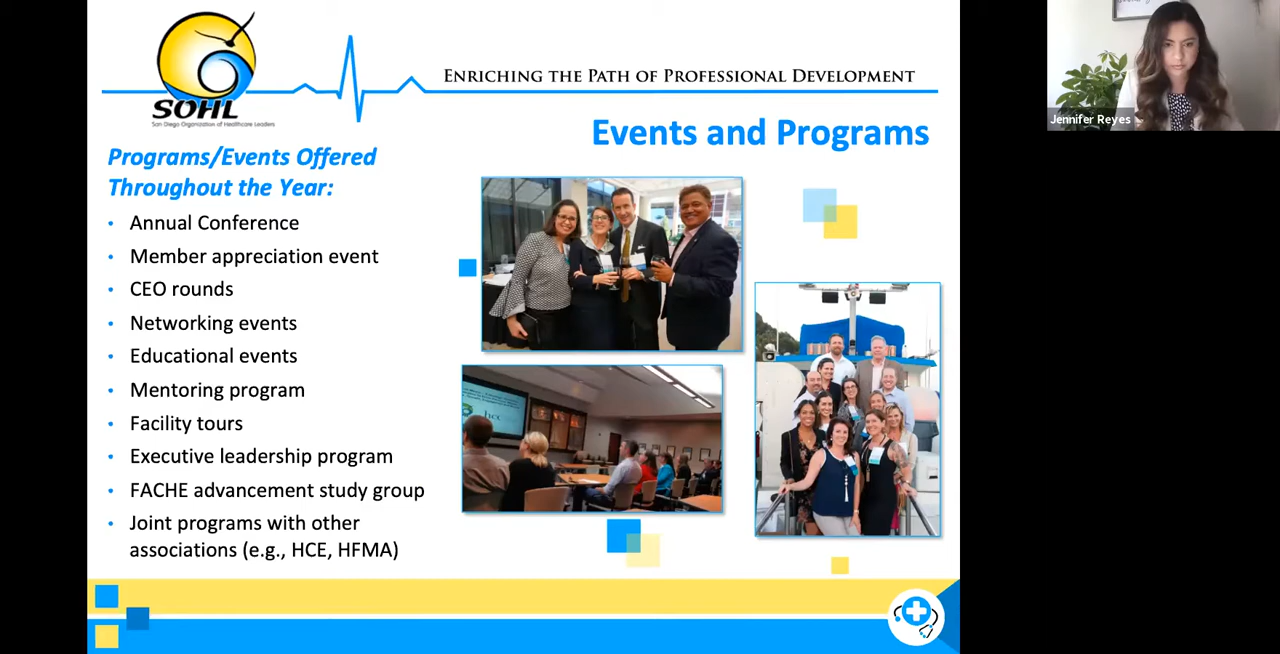 ENRICHING THE PATH OF PROFESSIONAL DEVELOPMENT
SOHL
San Diego Organization of Healthcare Leaders
Events and Programs
Programs/Events Offered
Throughout the Year:
• Annual Conference
• Member appreciation event
• CEO rounds
• Networking events
• Educational events
• Mentoring program
• Facility tours
• Executive leadership program
• FACHE advancement study group
• Joint programs with other
associations (e.g., HCE, HFMA)
Jennifer Reyes